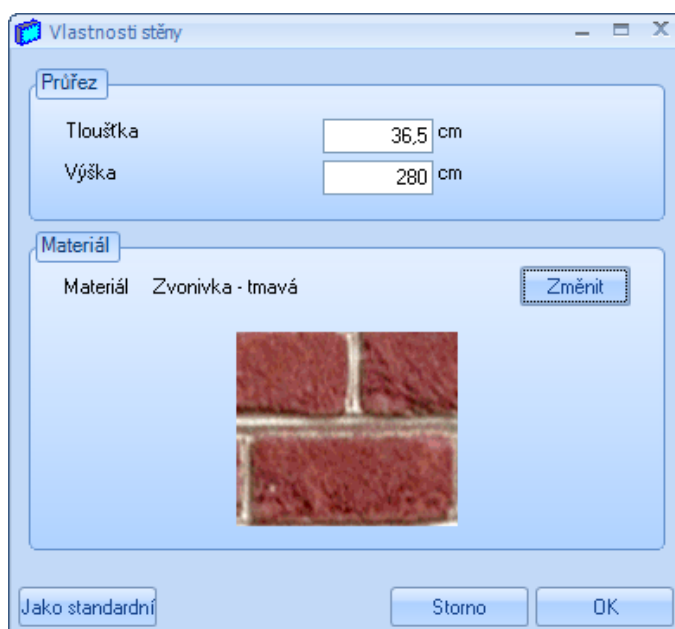 Vlastnosti stěny
Průřez
Tloušťka 36,5 cm
Výška 280 cm
Materiál
Materiál Zvonivka - tmavá Změnit
Jako standardní Storno OK